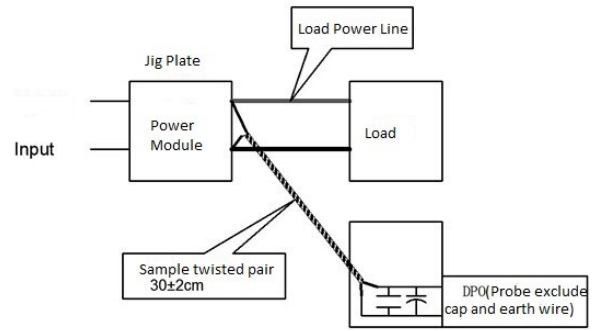 Load Power Line
Jig Plate
Power
Module
Load
Input
Sample twisted pair
30±2cm
DPO(Probe exclude
cap and earth wire)